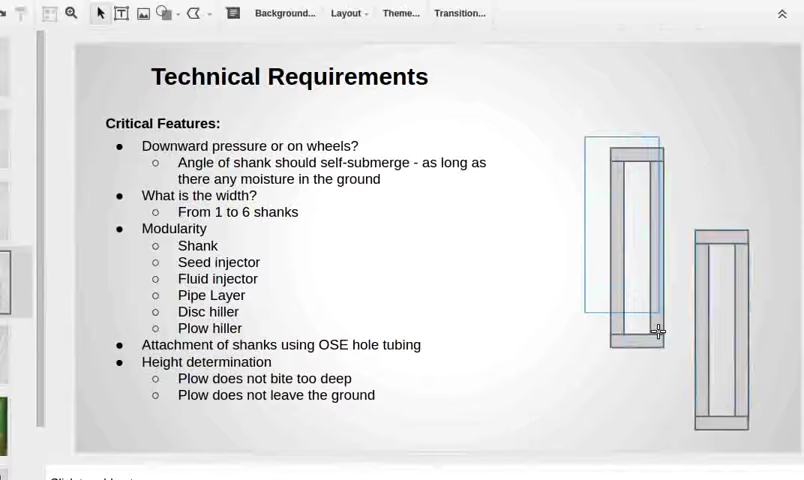 Background...
Layout
Theme...
Transition...
Technical Requirements
Critical Features:
● Downward pressure or on wheels?
○ Angle of shank should self-submerge - as long as
there any moisture in the ground
● What is the width?
○ From 1 to 6 shanks
● Modularity
○ Shank
○ Seed injector
○ Fluid injector
○ Pipe Layer
○ Disc hiller
○ Plow hiller
● Attachment of shanks using OSE hole tubing
● Height determination
○ Plow does not bite too deep
○ Plow does not leave the ground